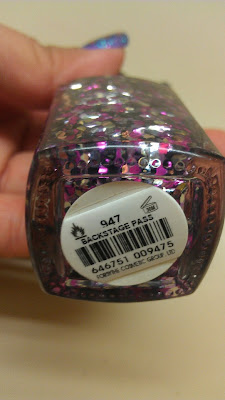 947
BACKSTAGE PASS
646751 009475
FORSYTHE COSMETIC GROUP LTD